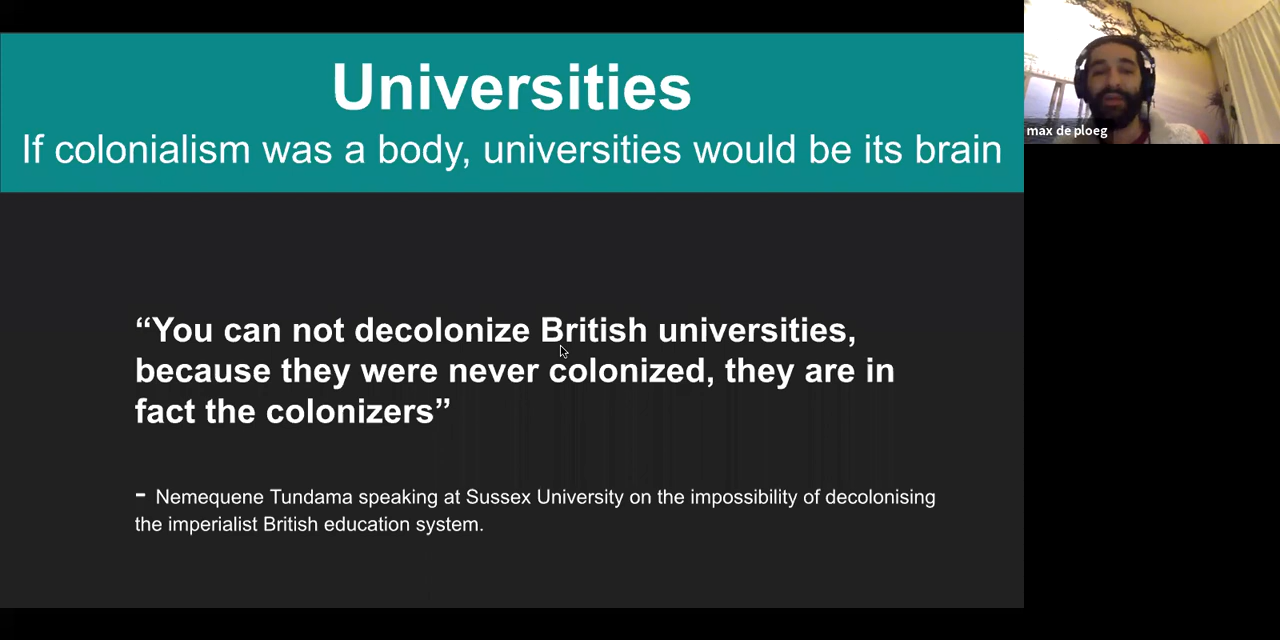 Universities
If colonialism was a body, universities would be its brain
max de ploeg
“You can not decolonize British universities,
because they were never colonized, they are in
fact the colonizers”
- Nemequene Tundama speaking at Sussex University on the impossibility of decolonising
the imperialist British education system.